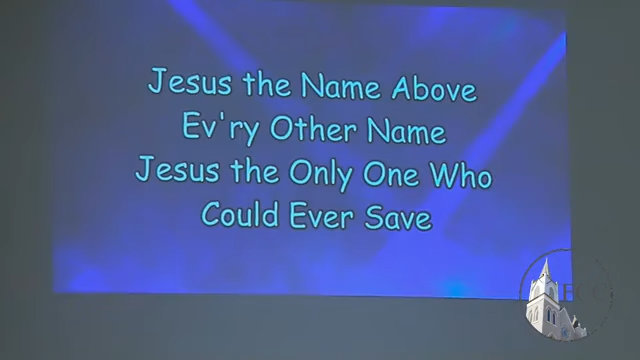 Jesus the Name Above
Ev'ry Other Name
Jesus the Only One Who
Could Ever Save